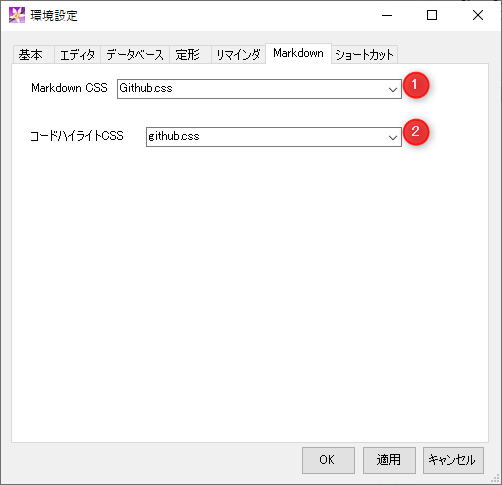 環境設定
基本 エディタ データベース 定形 リマインダ Markdown ショートカット
Markdown CSS Github.css 1
コードハイライトCSS github.css 2
OK 適用 キャンセル